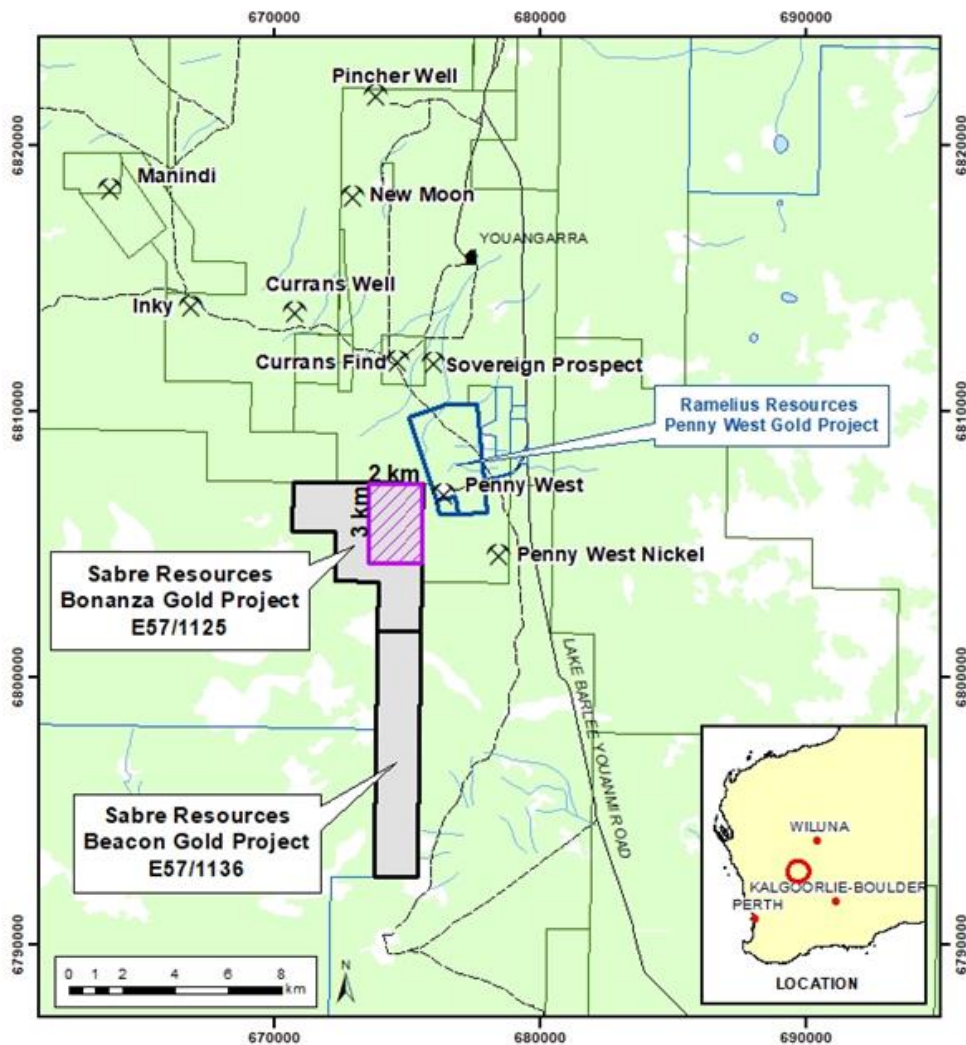 670000
680000
690000
Pincher Well
6820000
6820000
Manindi
New Moon
YOUANGARRA
Currans Well
Inky
Currans Find
Sovereign Prospect
6810000
6810000
Ramelius Resources
Penny West Gold Project
2 km
3 km
Penny West
Penny West Nickel
Sabre Resources
Bonanza Gold Project
E57/1125
6800000
6800000
LAKE BARLEE YOUANMI ROAD
Sabre Resources
Beacon Gold Project
E57/1136
WILUNA
KALGOORLIE-BOULDER
PERTH
LOCATION
6790000
6790000
0 1 2 4 6 8
km
N
670000
680000
690000